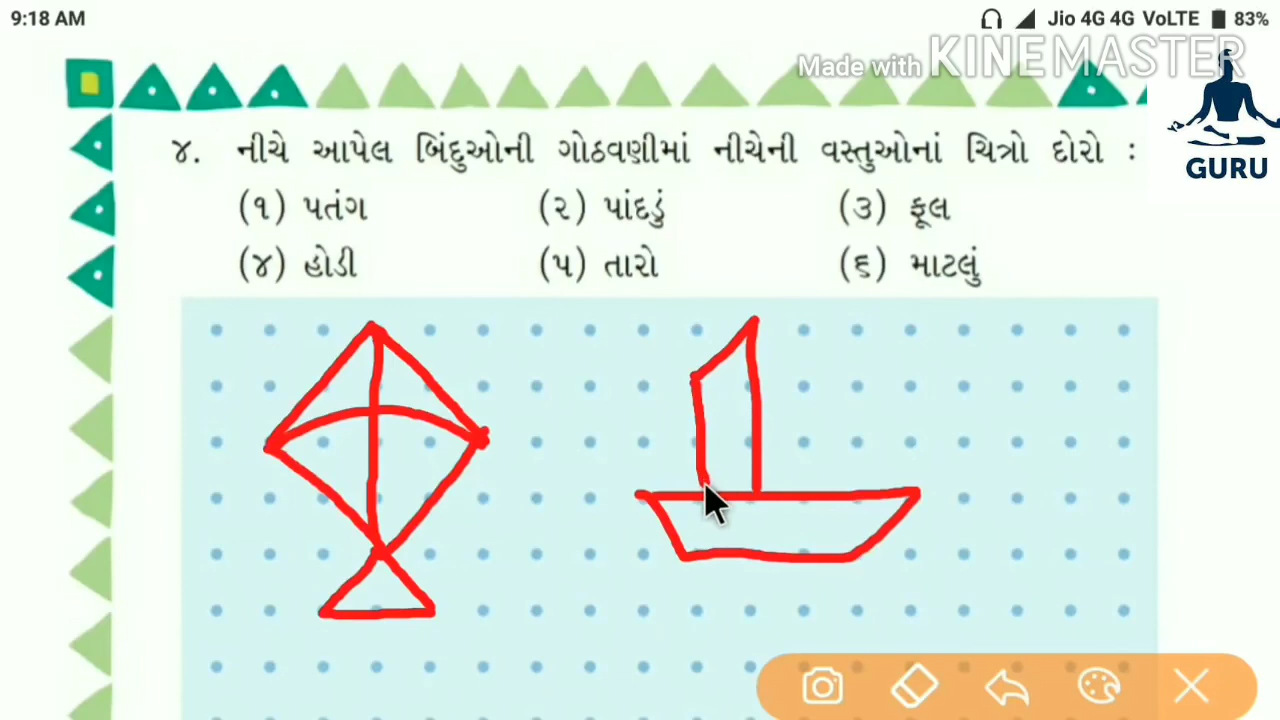 9:18 AM
Jio 4G 4G VoLTE 83%
Made with KINEMASTER
GURU
૪. નીચે આપેલ બિંદુઓની ગોઠવણીમાં નીચેની વસ્તુઓનાં ચિત્રો દોરો :
(૧) પતંગ (૨) પાંદડું (૩) ફૂલ
(૪) હોડી (૫) તારો (૬) માટલું